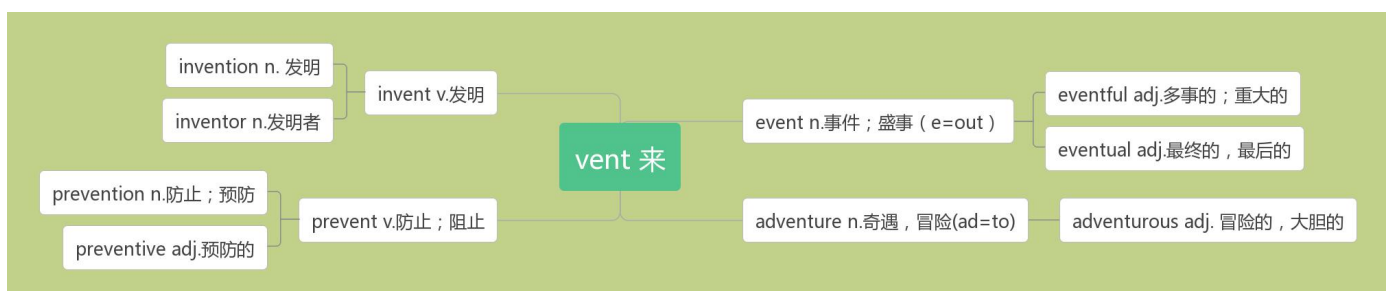 invention n. 发明
inventor n.发明者
invent v.发明
prevention n.防止；预防
preventive adj.预防的
prevent v.防止；阻止
vent 来
event n.事件；盛事（e=out）
eventful adj.多事的；重大的
eventual adj.最终的，最后的
adventure n.奇遇，冒险(ad=to)
adventurous adj. 冒险的，大胆的